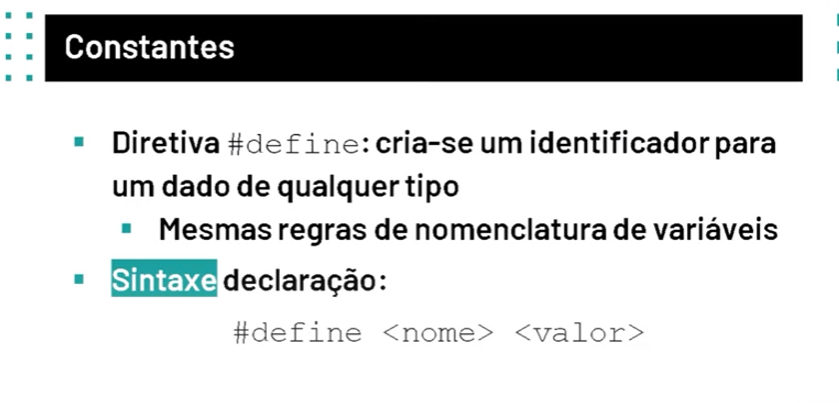 Constantes
Diretiva #define: cria-se um identificador para
um dado de qualquer tipo
Mesmas regras de nomenclatura de variáveis
Sintaxe declaração:
#define <nome> <valor>